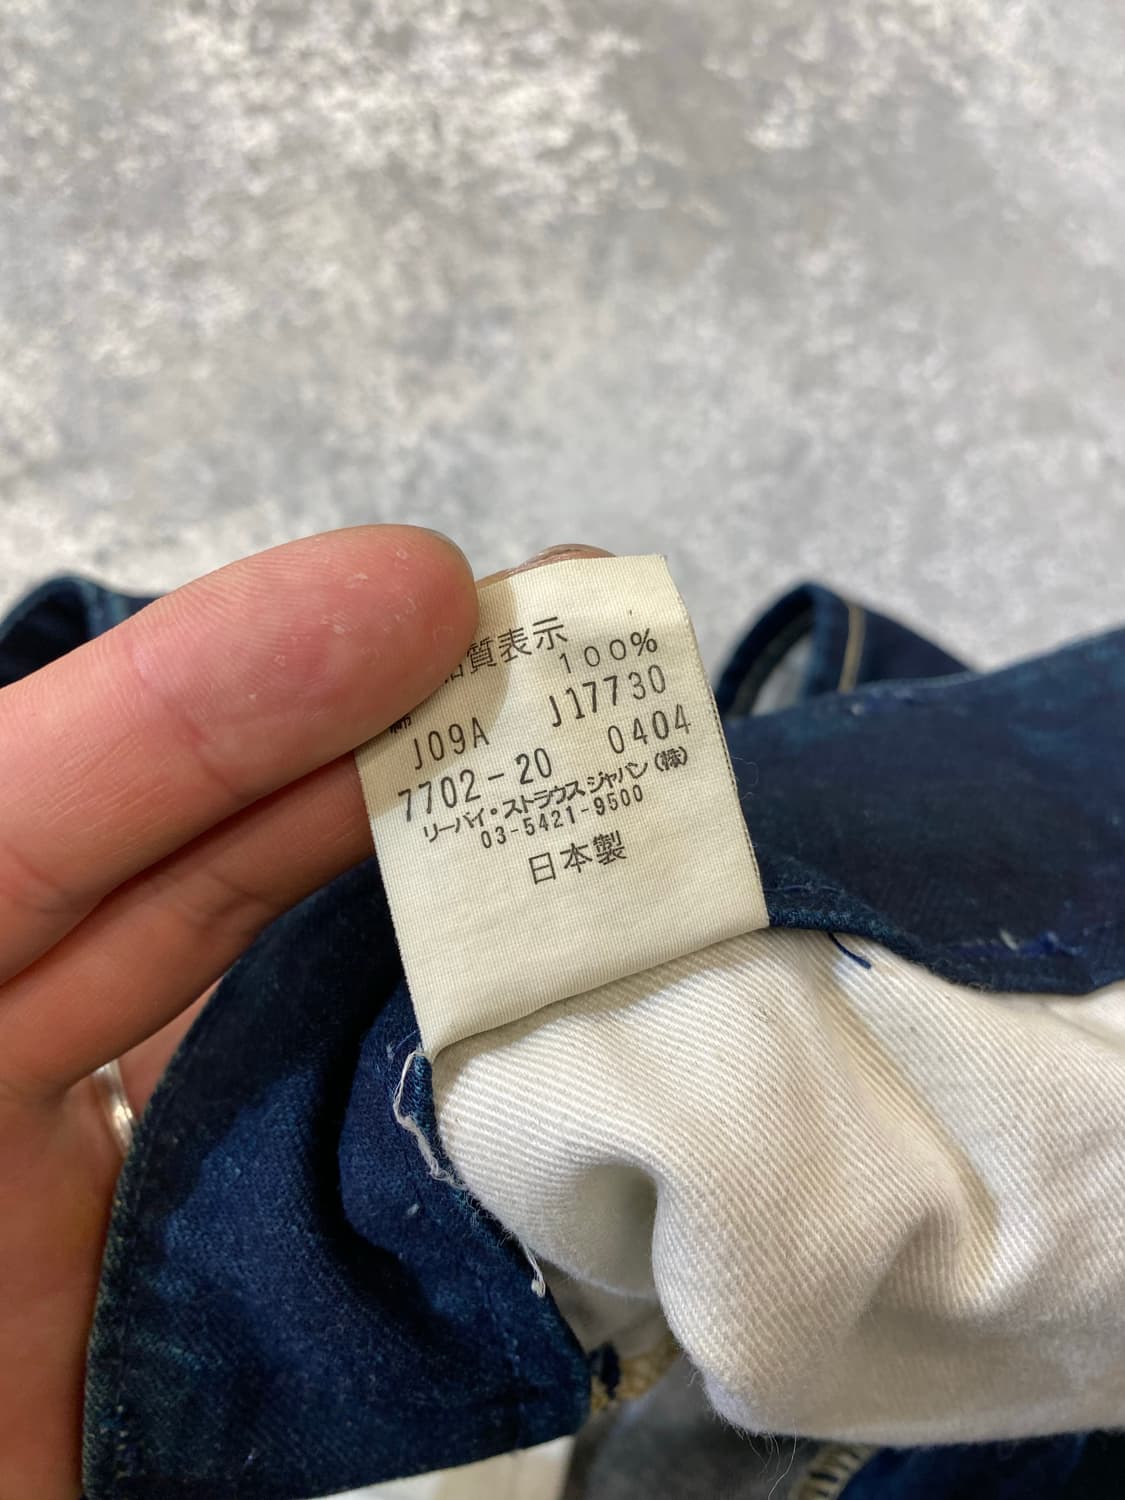 質表示
100%
J09A J17730
7702-20 0404
リーバイ・ストラウス ジャパン(株)
03-5421-9500
日本製